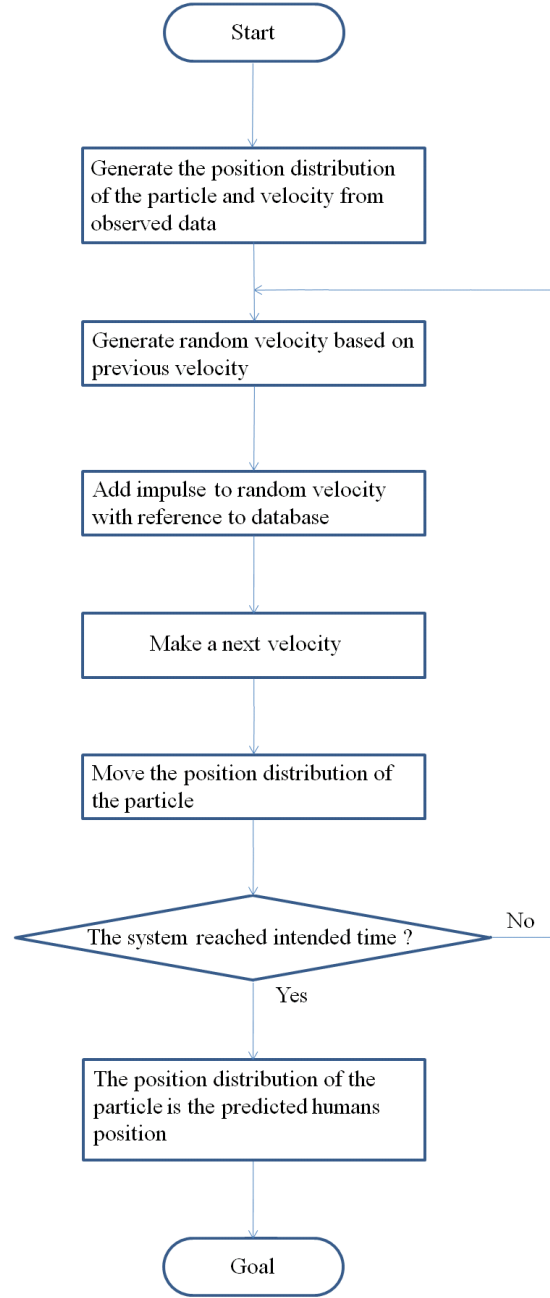 Start
Generate the position distribution
of the particle and velocity from
observed data
Generate random velocity based on
previous velocity
Add impulse to random velocity
with reference to database
Make a next velocity
Move the position distribution of
the particle
The system reached intended time ?
No
Yes
The position distribution of the
particle is the predicted humans
position
Goal